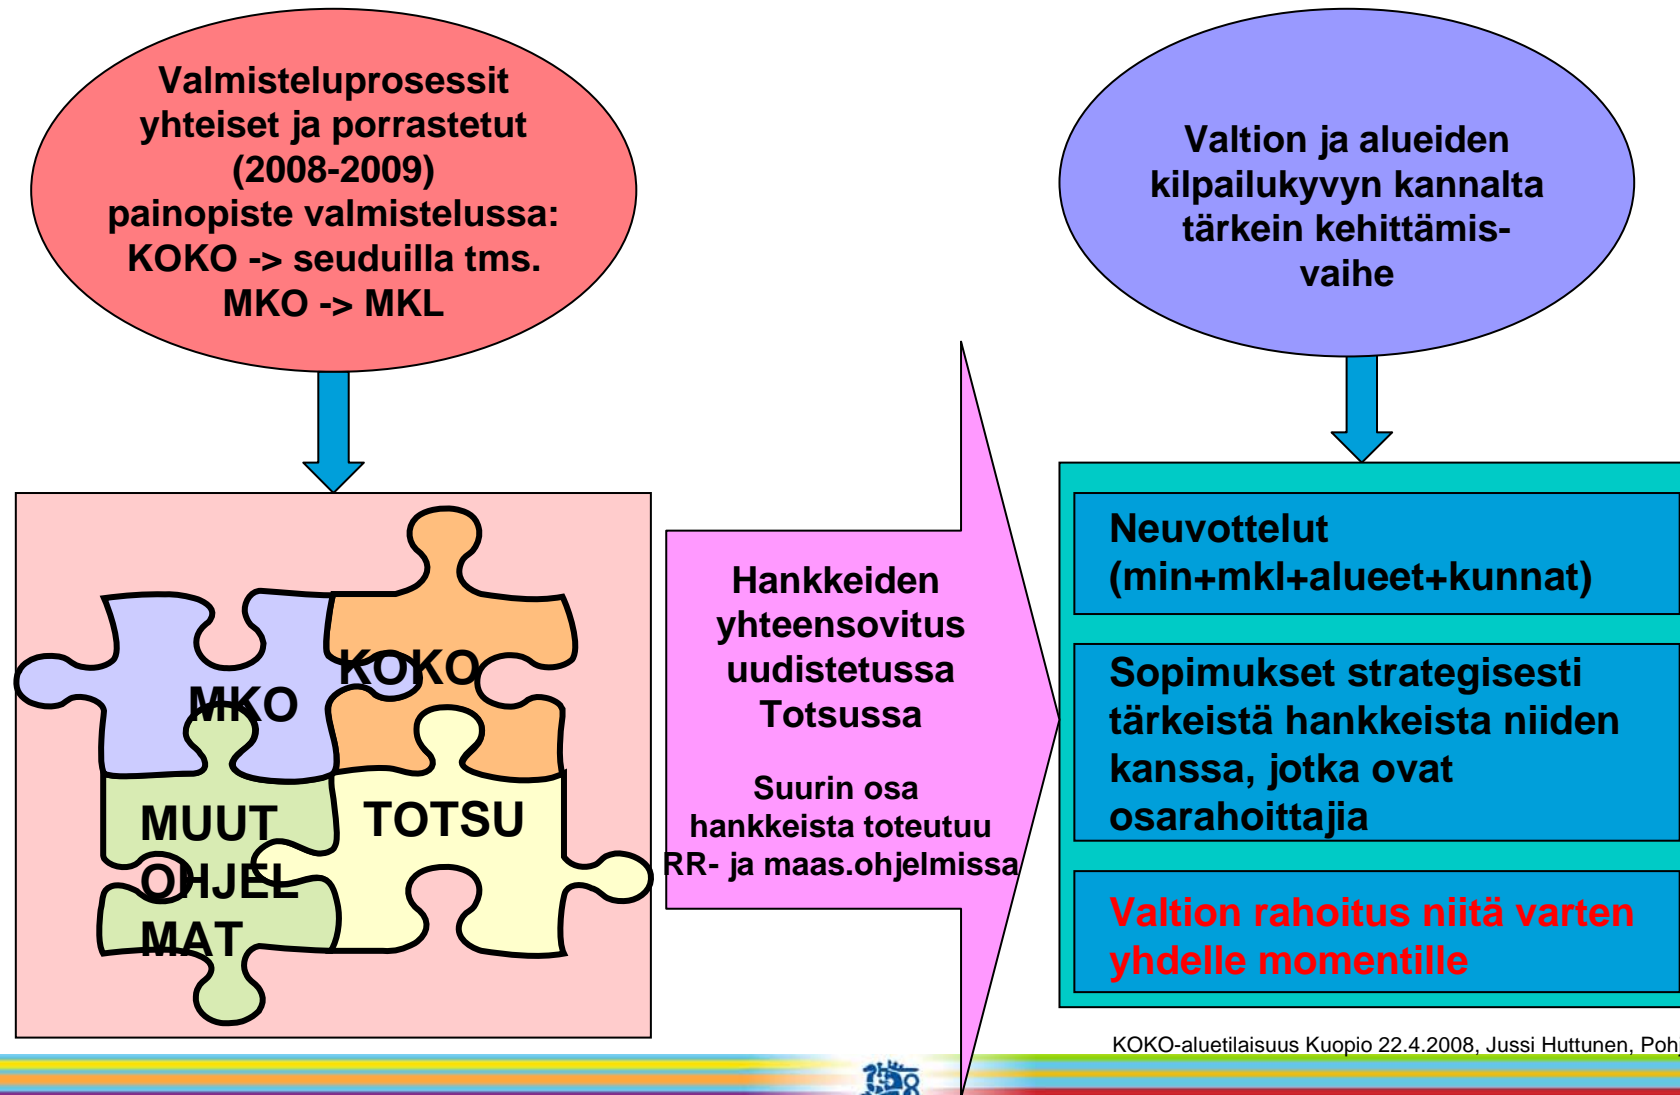 Valmisteluprosessit
yhteiset ja porrastetut
(2008-2009)
painopiste valmistelussa:
KOKO -> seuduilla tms.
MKO -> MKL
Valtion ja alueiden
kilpailukyvyn kannalta
tärkein kehittämis-
vaihe
KOKO
MKO
MUUT
OHJEL
MAT
TOTSU
Hankkeiden
yhteensovitus
uudistetussa
Totsussa
Suurin osa
hankkeista toteutuu
RR- ja maas.ohjelmissa
Neuvottelut
(min+mkl+alueet+kunnat)
Sopimukset strategisesti
tärkeistä hankkeista niiden
kanssa, jotka ovat
osarahoittajia
Valtion rahoitus niitä varten
yhdelle momentille
KOKO-aluetilaisuus Kuopio 22.4.2008, Jussi Huttunen, Poh